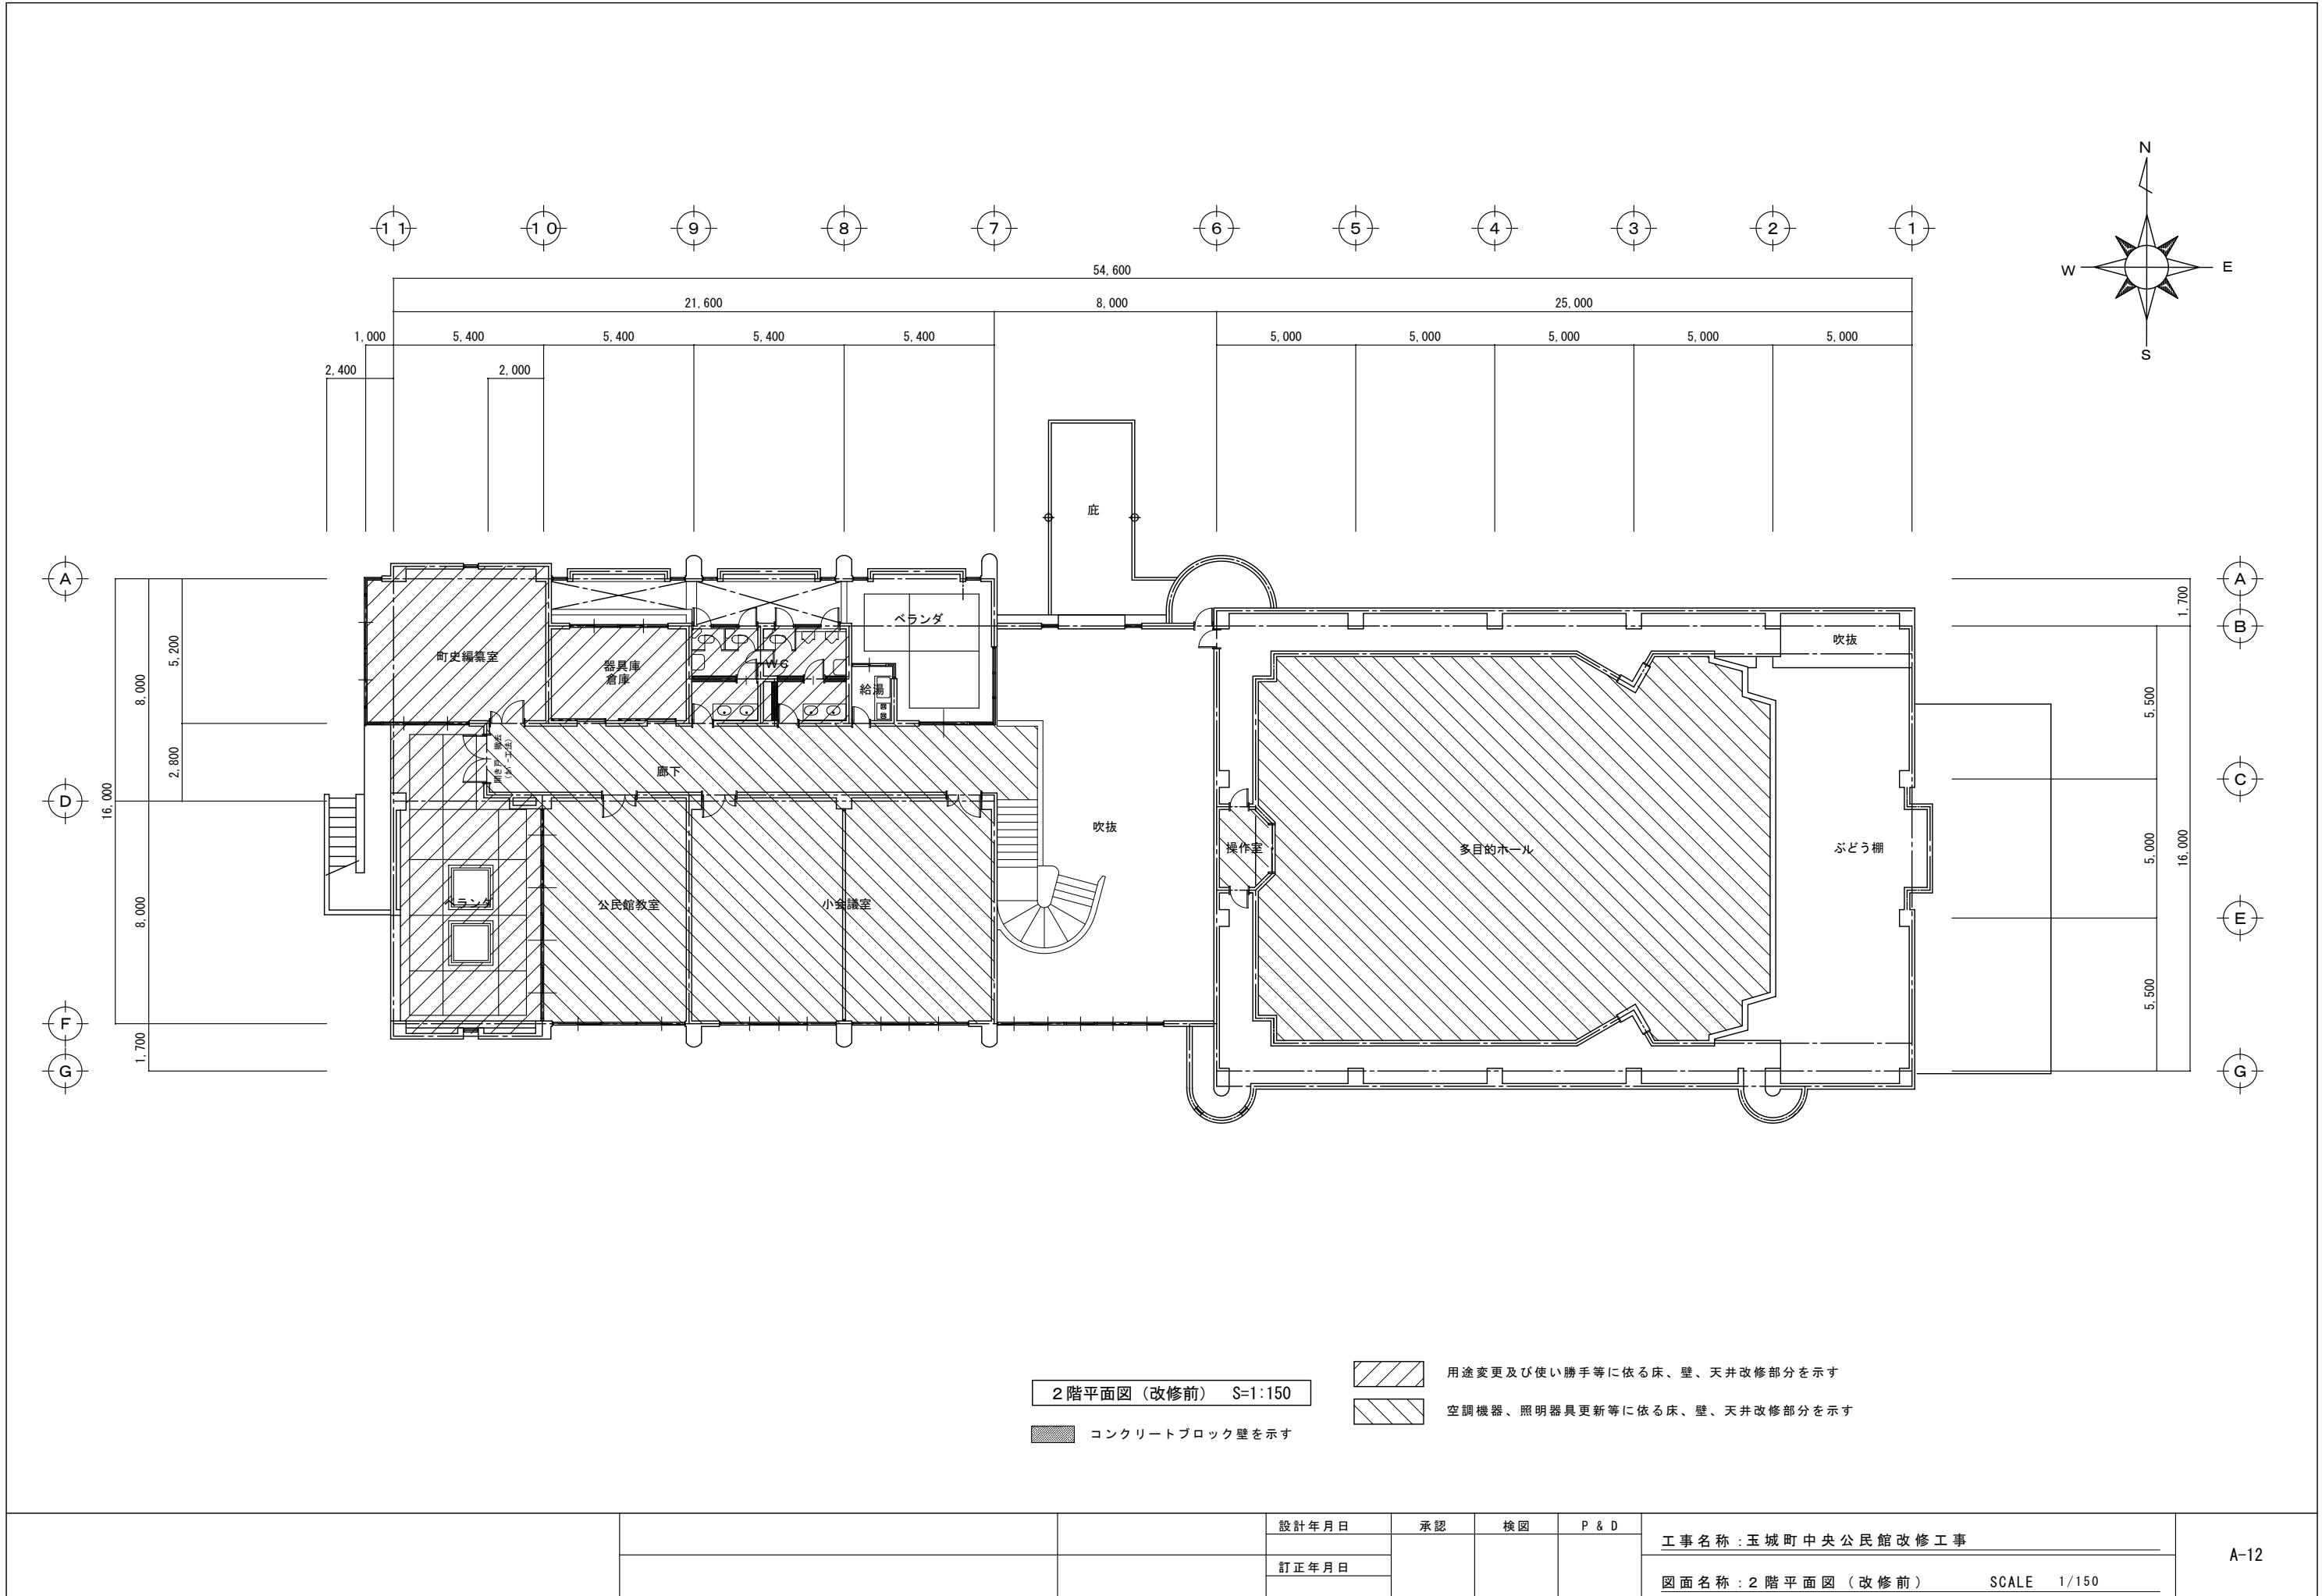 N
W
E
S
11 10 9 8 7 6 5 4 3 2 1
54,600
21,600 8,000 25,000
1,000 5,400 5,400 5,400 5,400 5,000 5,000 5,000 5,000 5,000
2,400 2,000
庇
A
A
1,700
B
ベランダ
吹抜
5,200
町史編纂室
器具庫
倉庫
WC
給湯
8,000
5,500
2,800
開き戸 撤去
(カバー工法)
廊下
C
D
16,000
吹抜
操作室
多目的ホール
ぶどう棚
5,000
16,000
ベランダ
公民館教室
小会議室
8,000
E
5,500
F
1,700
G
G
2階平面図(改修前) S=1:150
コンクリートブロック壁を示す
用途変更及び使い勝手等に依る床、壁、天井改修部分を示す
空調機器、照明器具更新等に依る床、壁、天井改修部分を示す
設計年月日 承認 検図 P & D
訂正年月日
工事名称:玉城町中央公民館改修工事
図面名称:2階平面図(改修前) SCALE 1/150
A-12